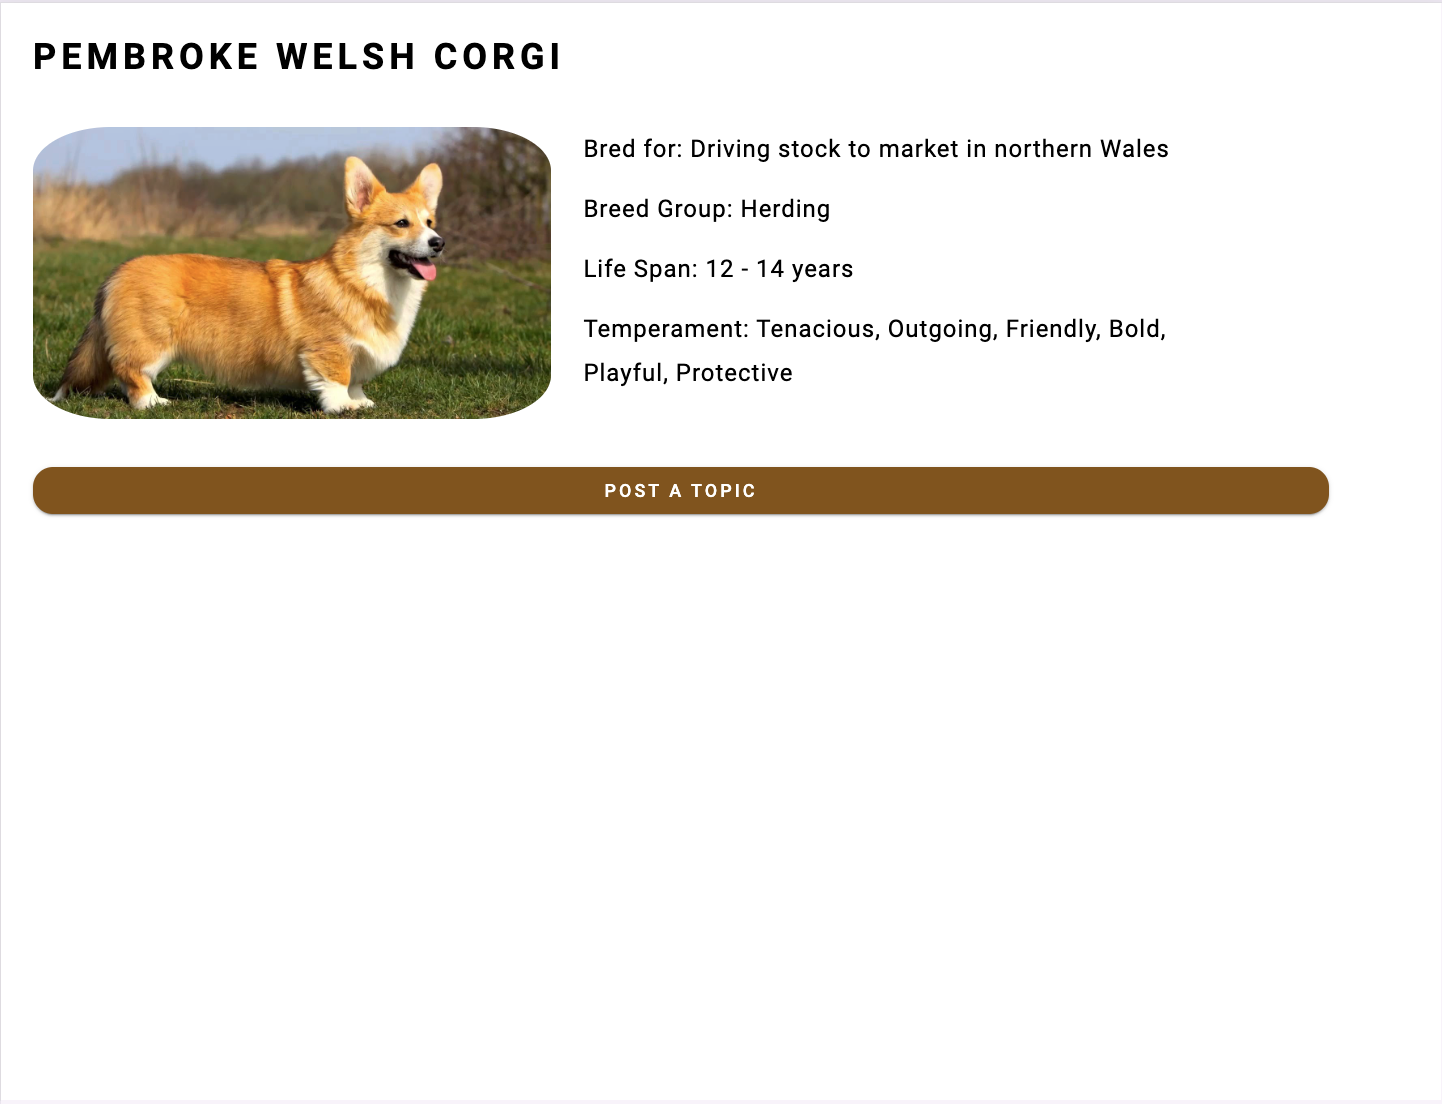 PEMBROKE WELSH CORGI
Bred for: Driving stock to market in northern Wales
Breed Group: Herding
Life Span: 12 - 14 years
Temperament: Tenacious, Outgoing, Friendly, Bold,
Playful, Protective
POST A TOPIC